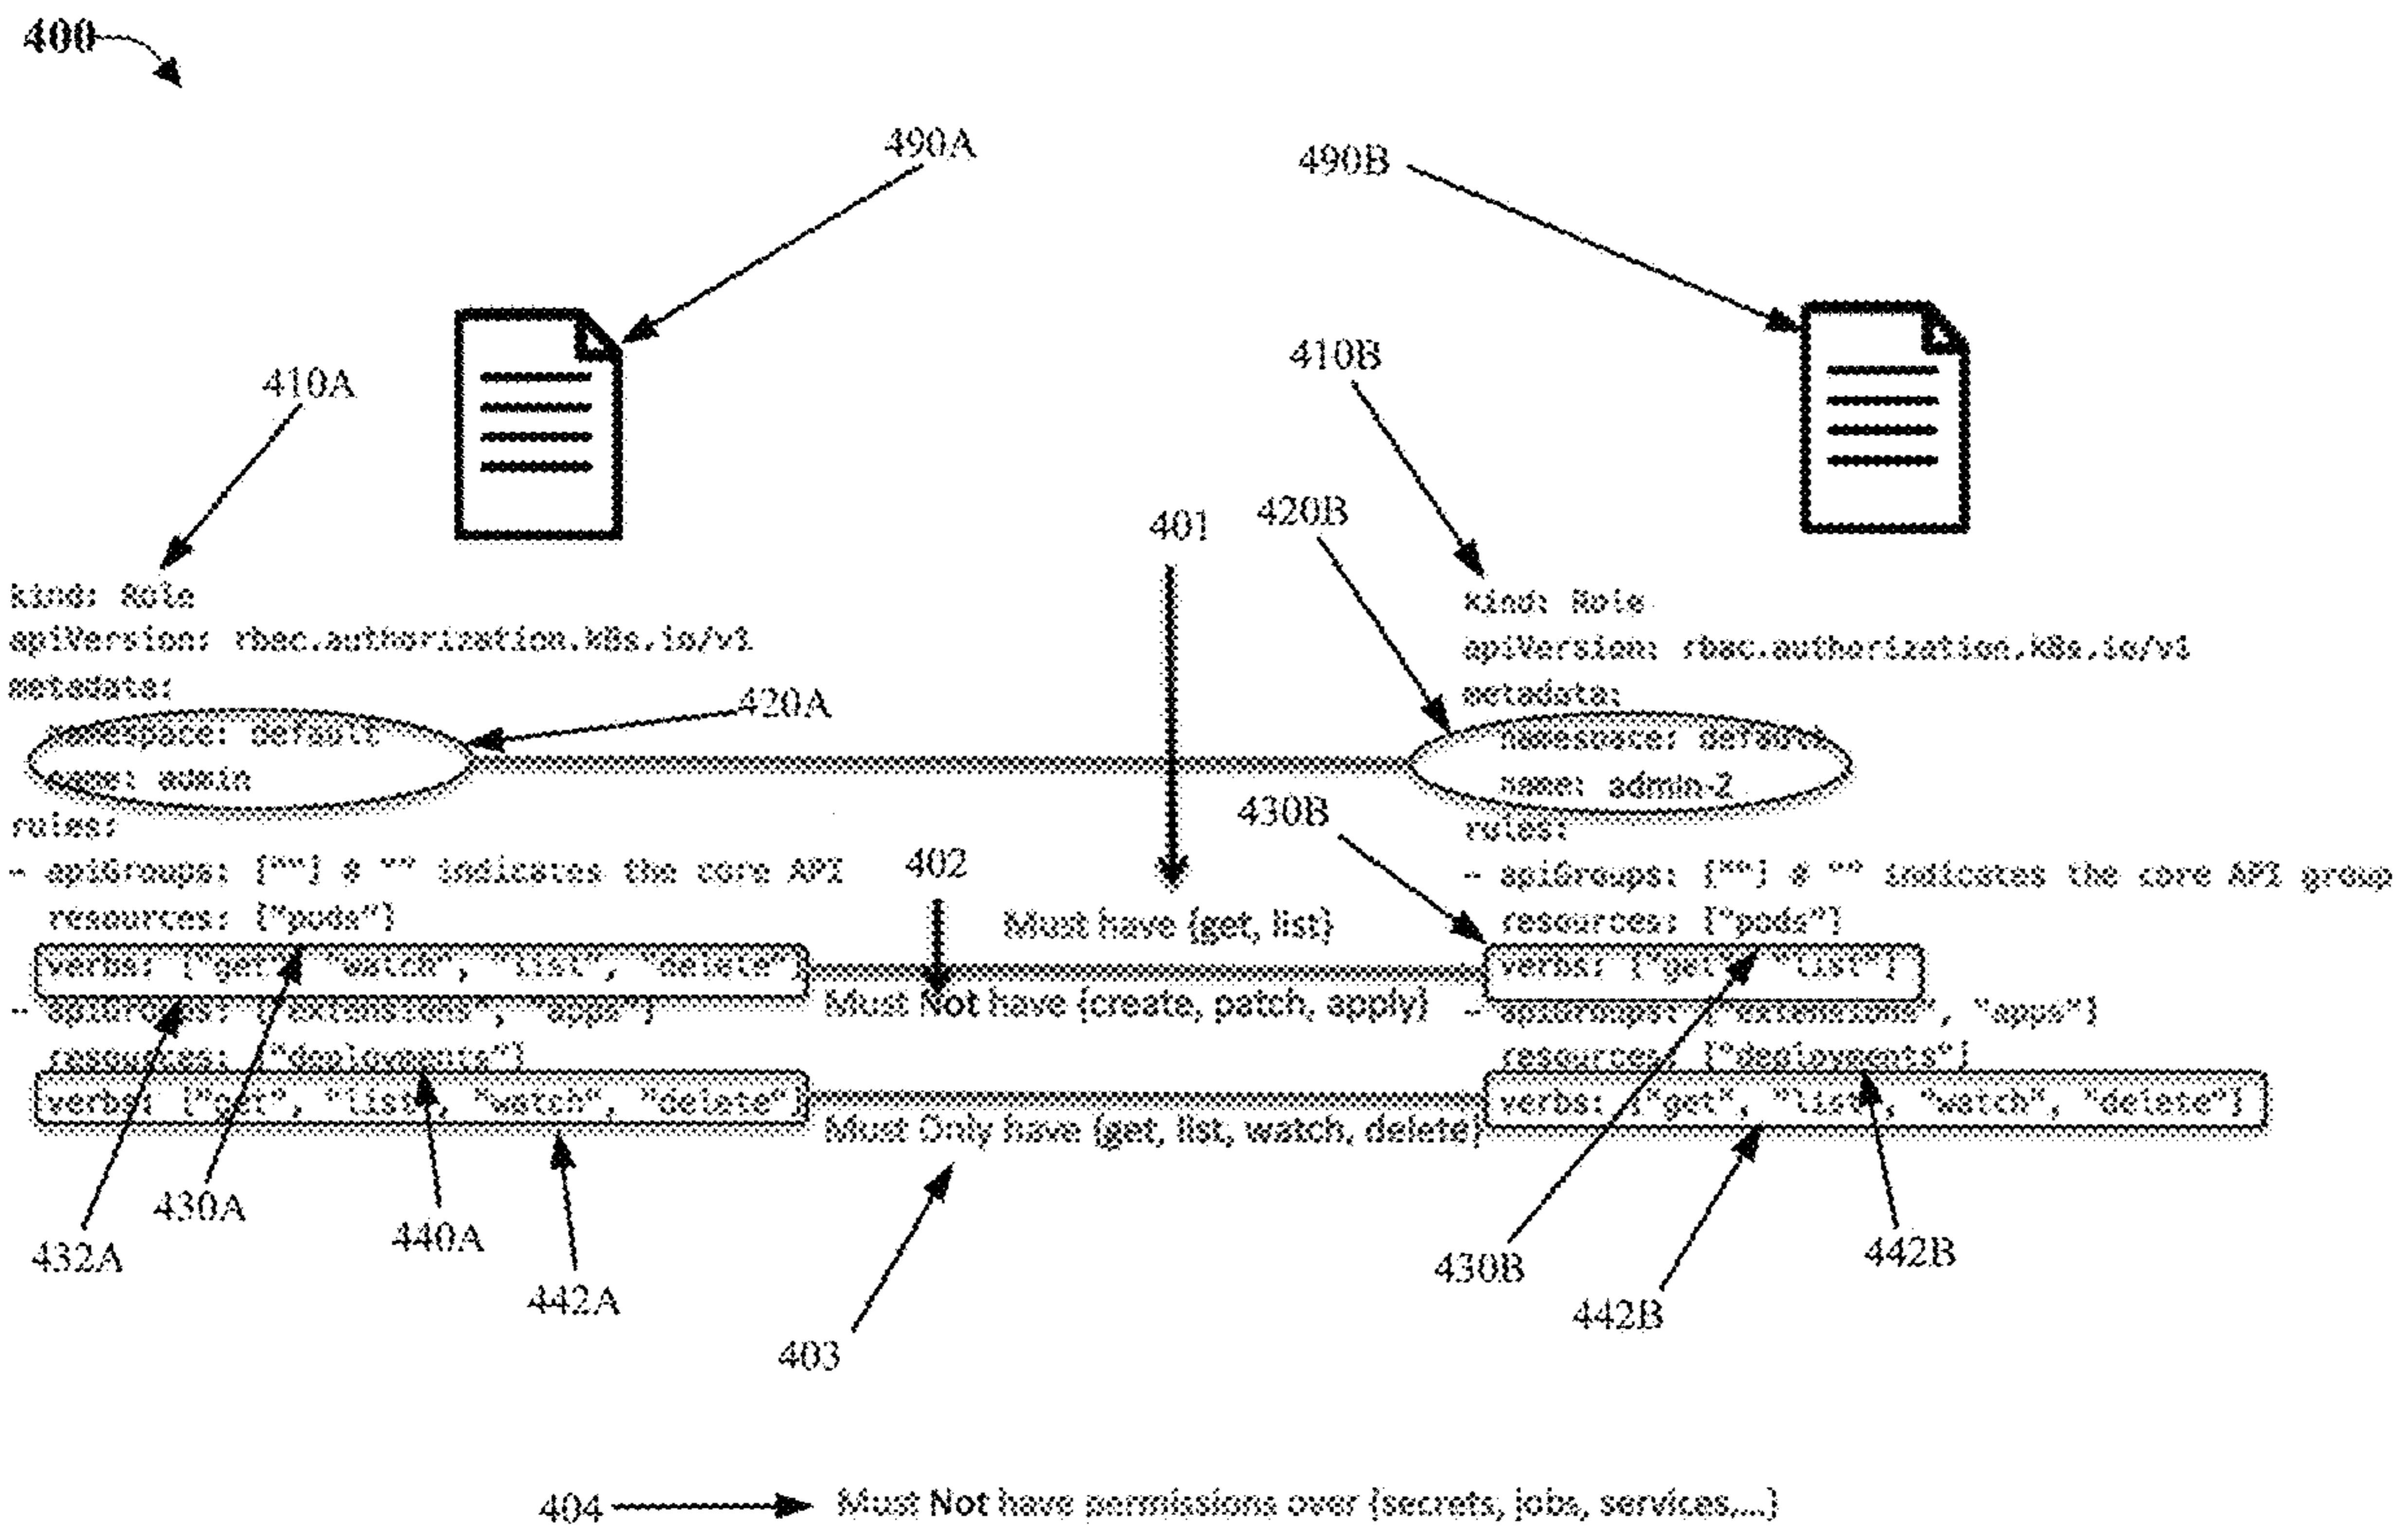 400
490A
490B
410A
410B
401
420B
kind: Role
apiVersion: rbac.authorization.k8s.io/v1
metadata:
420A
namespace: default
name: admin
rules:
402
- apiGroups: [""] # "" indicates the core API
resources: ["pods"]
verbs: ["get", "watch", "list", "delete"]
- apiGroups: ["extensions", "apps"]
resources: ["deployments"]
verbs: ["get", "list", "watch", "delete"]
Must have {get, list}
Must Not have {create, patch, apply}
Must Only have {get, list, watch, delete}
kind: Role
apiVersion: rbac.authorization.k8s.io/v1
metadata:
namespace: default
name: admin-2
430B
rules:
- apiGroups: [""] # "" indicates the core API group
resources: ["pods"]
verbs: ["get", "list"]
- apiGroups: ["extensions", "apps"]
resources: ["deployments"]
verbs: ["get", "list", "watch", "delete"]
432A
430A
440A
442A
403
430B
442B
442B
404
Must Not have permissions over {secrets, jobs, services,...}